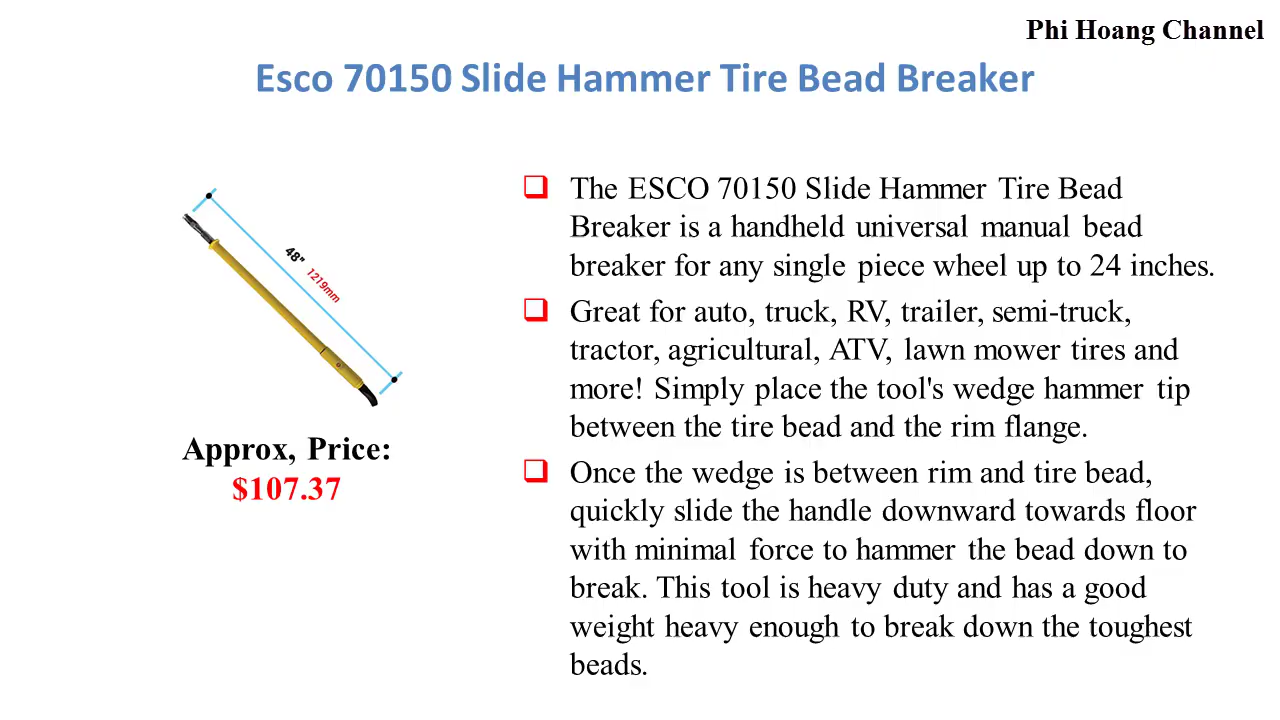 Phi Hoang Channel
Esco 70150 Slide Hammer Tire Bead Breaker
48"
1219mm
Approx, Price:
$107.37
The ESCO 70150 Slide Hammer Tire Bead
Breaker is a handheld universal manual bead
breaker for any single piece wheel up to 24 inches.
Great for auto, truck, RV, trailer, semi-truck,
tractor, agricultural, ATV, lawn mower tires and
more! Simply place the tool's wedge hammer tip
between the tire bead and the rim flange.
Once the wedge is between rim and tire bead,
quickly slide the handle downward towards floor
with minimal force to hammer the bead down to
break. This tool is heavy duty and has a good
weight heavy enough to break down the toughest
beads.